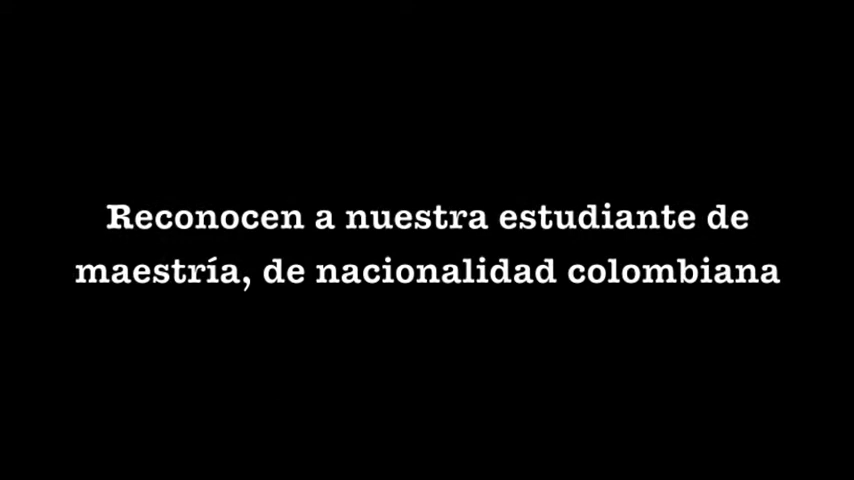 Reconocen a nuestra estudiante de
maestría, de nacionalidad colombiana